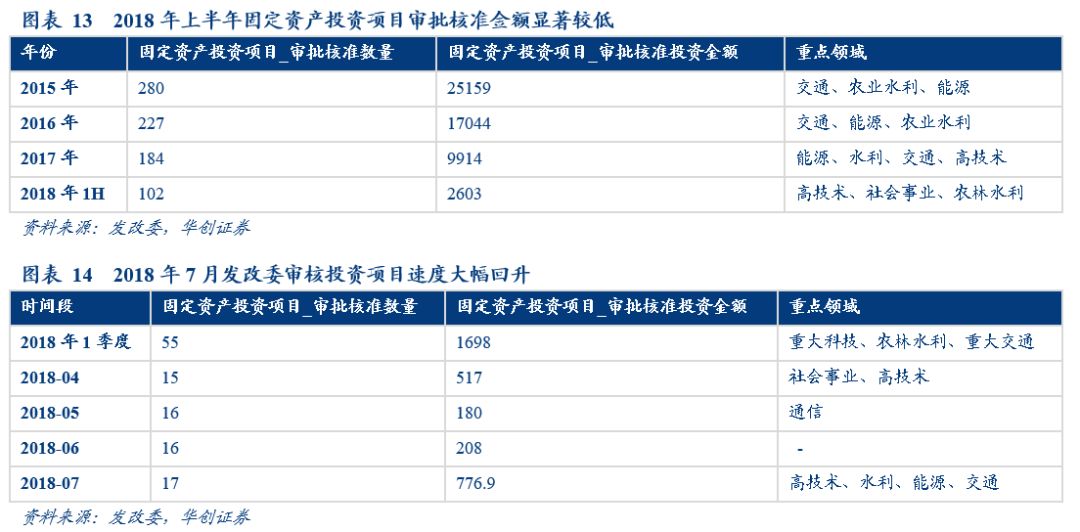 图表 13 2018 年上半年固定资产投资项目审批核准金额显著较低
年份 固定资产投资项目_审批核准数量 固定资产投资项目_审批核准投资金额 重点领域
2015 年 280 25159 交通、农业水利、能源
2016 年 227 17044 交通、能源、农业水利
2017 年 184 9914 能源、水利、交通、高技术
2018 年 1H 102 2603 高技术、社会事业、农林水利
资料来源：发改委，华创证券
图表 14 2018 年 7 月发改委审核投资项目速度大幅回升
时间段 固定资产投资项目_审批核准数量 固定资产投资项目_审批核准投资金额 重点领域
2018 年 1 季度 55 1698 重大科技、农林水利、重大交通
2018-04 15 517 社会事业、高技术
2018-05 16 180 通信
2018-06 16 208 -
2018-07 17 776.9 高技术、水利、能源、交通
资料来源：发改委，华创证券